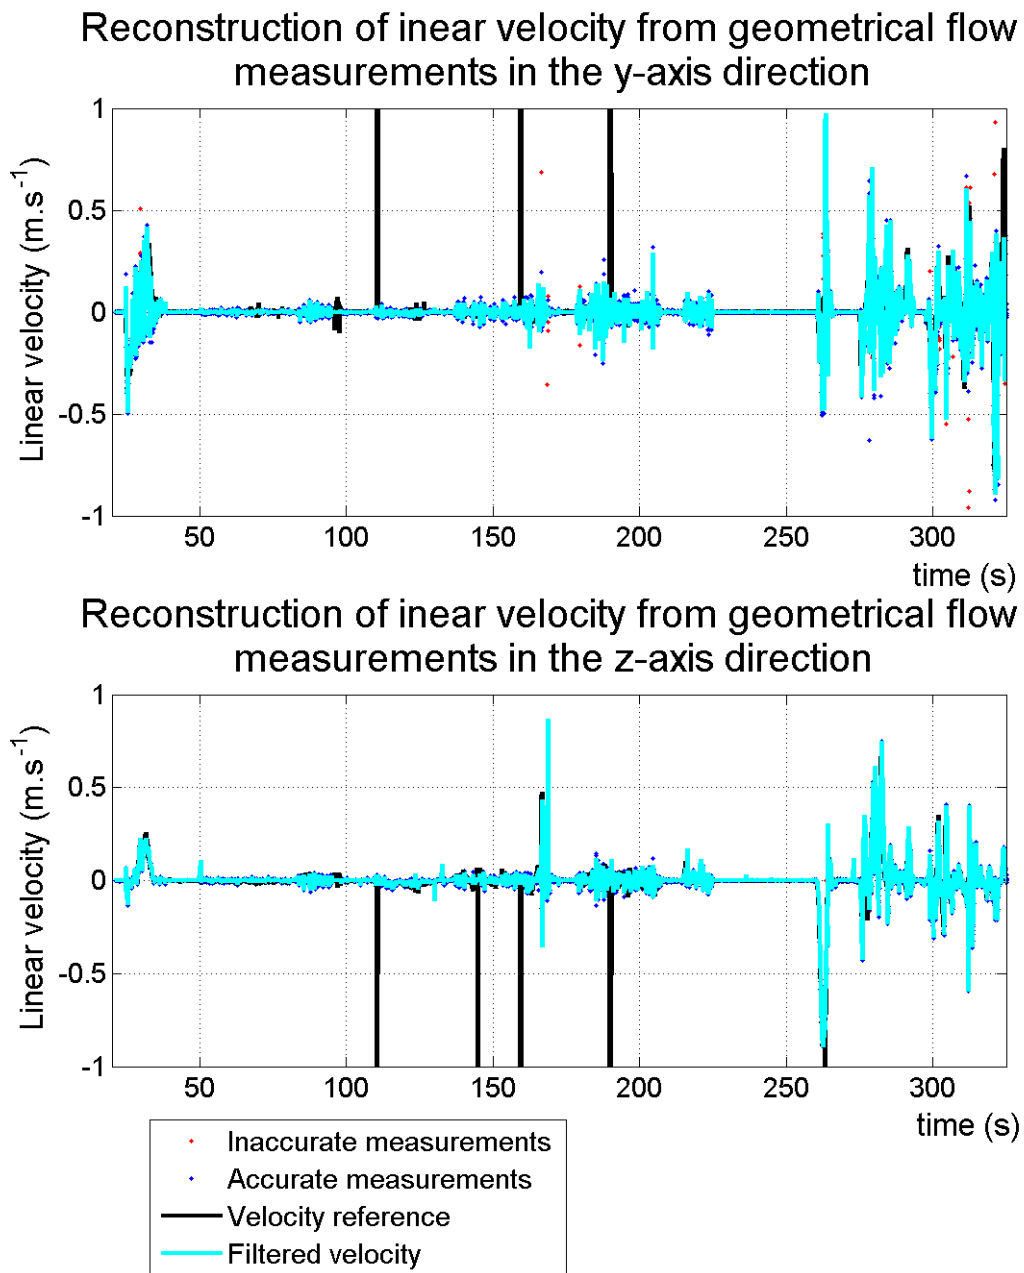 Reconstruction of inear velocity from geometrical flow
measurements in the y-axis direction
Linear velocity (m.s⁻¹)
1
0.5
0
-0.5
-1
50 100 150 200 250 300
time (s)
Reconstruction of inear velocity from geometrical flow
measurements in the z-axis direction
Linear velocity (m.s⁻¹)
1
0.5
0
-0.5
-1
50 100 150 200 250 300
time (s)
Inaccurate measurements
Accurate measurements
Velocity reference
Filtered velocity